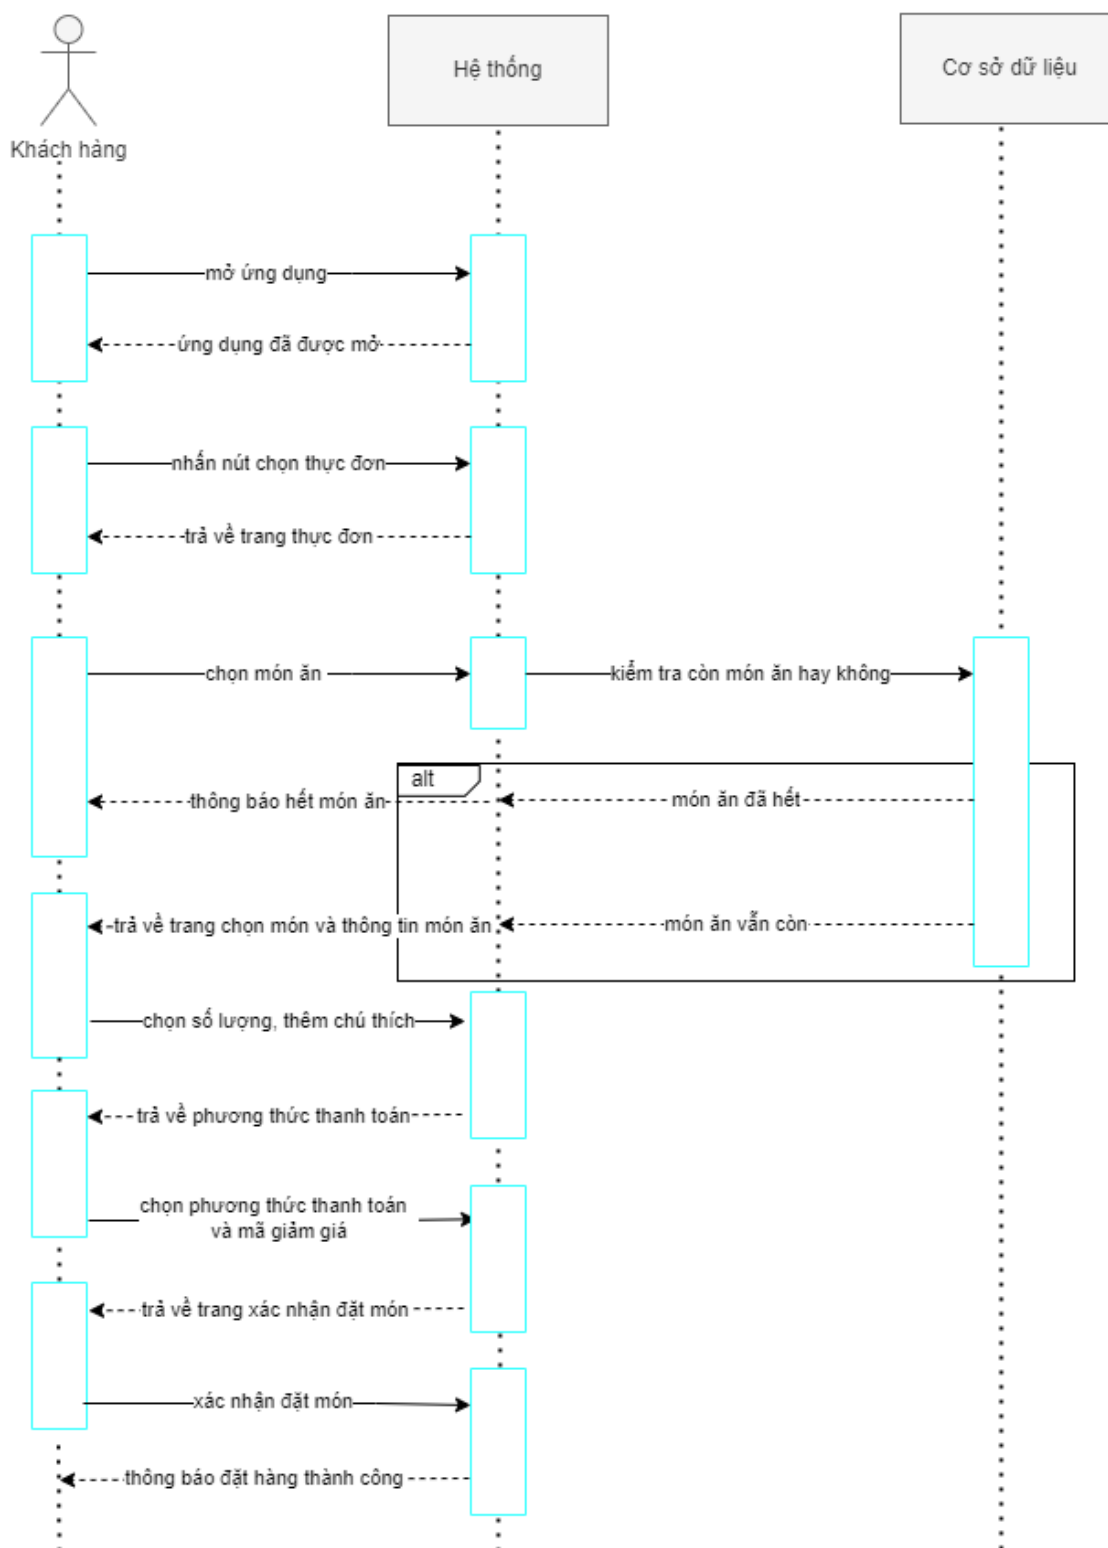 Khách hàng
Hệ thống
Cơ sở dữ liệu
mở ứng dụng
ứng dụng đã được mở
nhấn nút chọn thực đơn
trả về trang thực đơn
chọn món ăn
kiểm tra còn món ăn hay không
alt
thông báo hết món ăn
món ăn đã hết
trả về trang chọn món và thông tin món ăn
món ăn vẫn còn
chọn số lượng, thêm chú thích
trả về phương thức thanh toán
chọn phương thức thanh toán
và mã giảm giá
trả về trang xác nhận đặt món
xác nhận đặt món
thông báo đặt hàng thành công